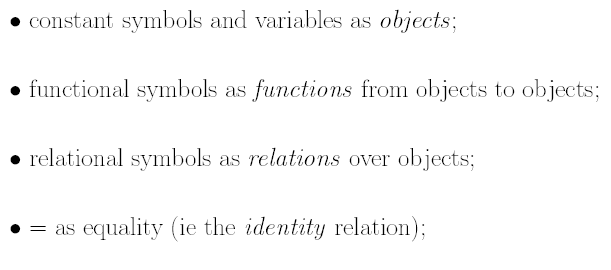 • constant symbols and variables as objects;
• functional symbols as functions from objects to objects;
• relational symbols as relations over objects;
• = as equality (ie the identity relation);